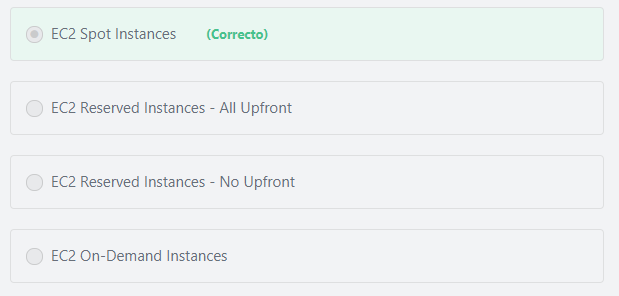 EC2 Spot Instances (Correcto)
EC2 Reserved Instances - All Upfront
EC2 Reserved Instances - No Upfront
EC2 On-Demand Instances